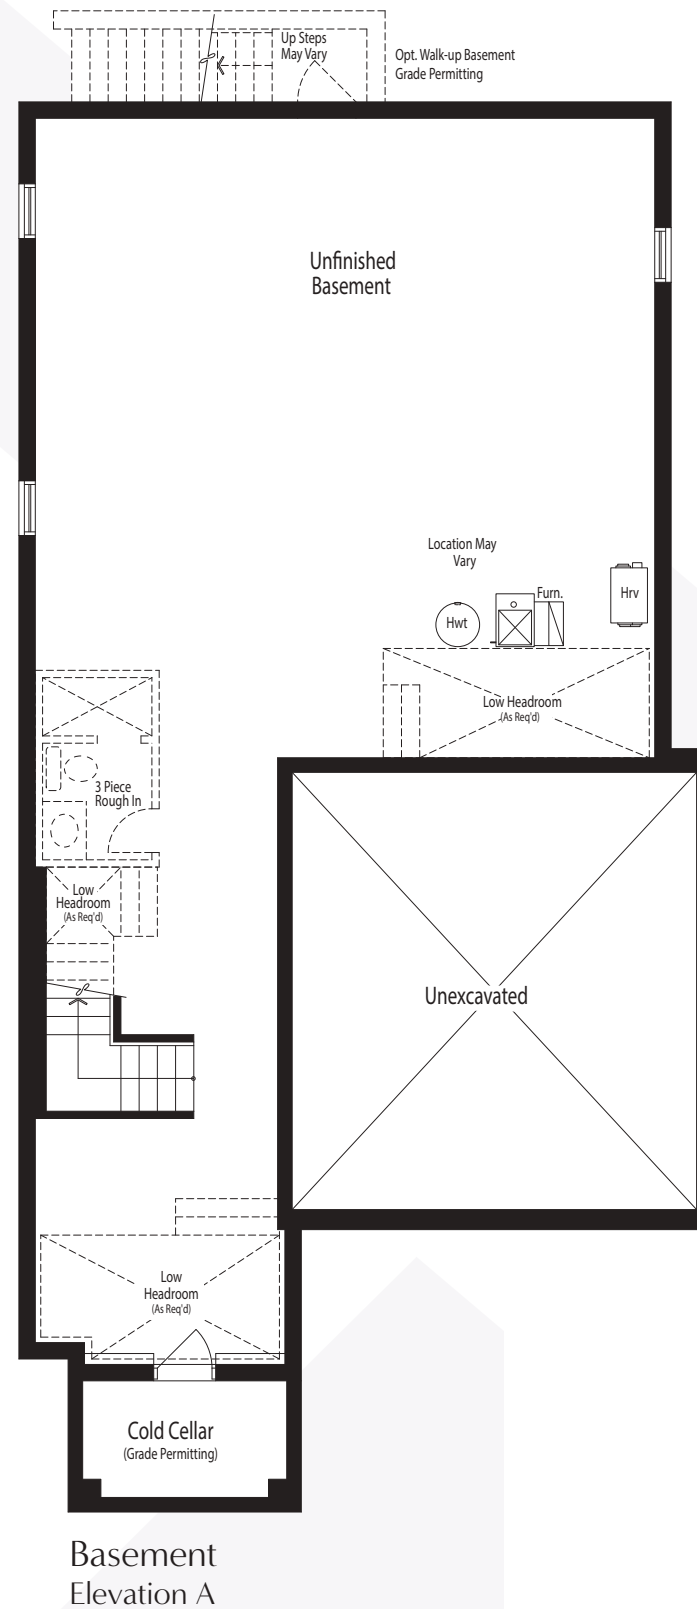 Up Steps
May Vary
Opt. Walk-up Basement
Grade Permitting
Unfinished
Basement
Location May
Vary
Hwt
Furn.
Hrv
Low Headroom
(As Req'd)
3 Piece
Rough In
Low
Headroom
(As Req'd)
Unexcavated
Low
Headroom
(As Req'd)
Cold Cellar
(Grade Permitting)
Basement
Elevation A